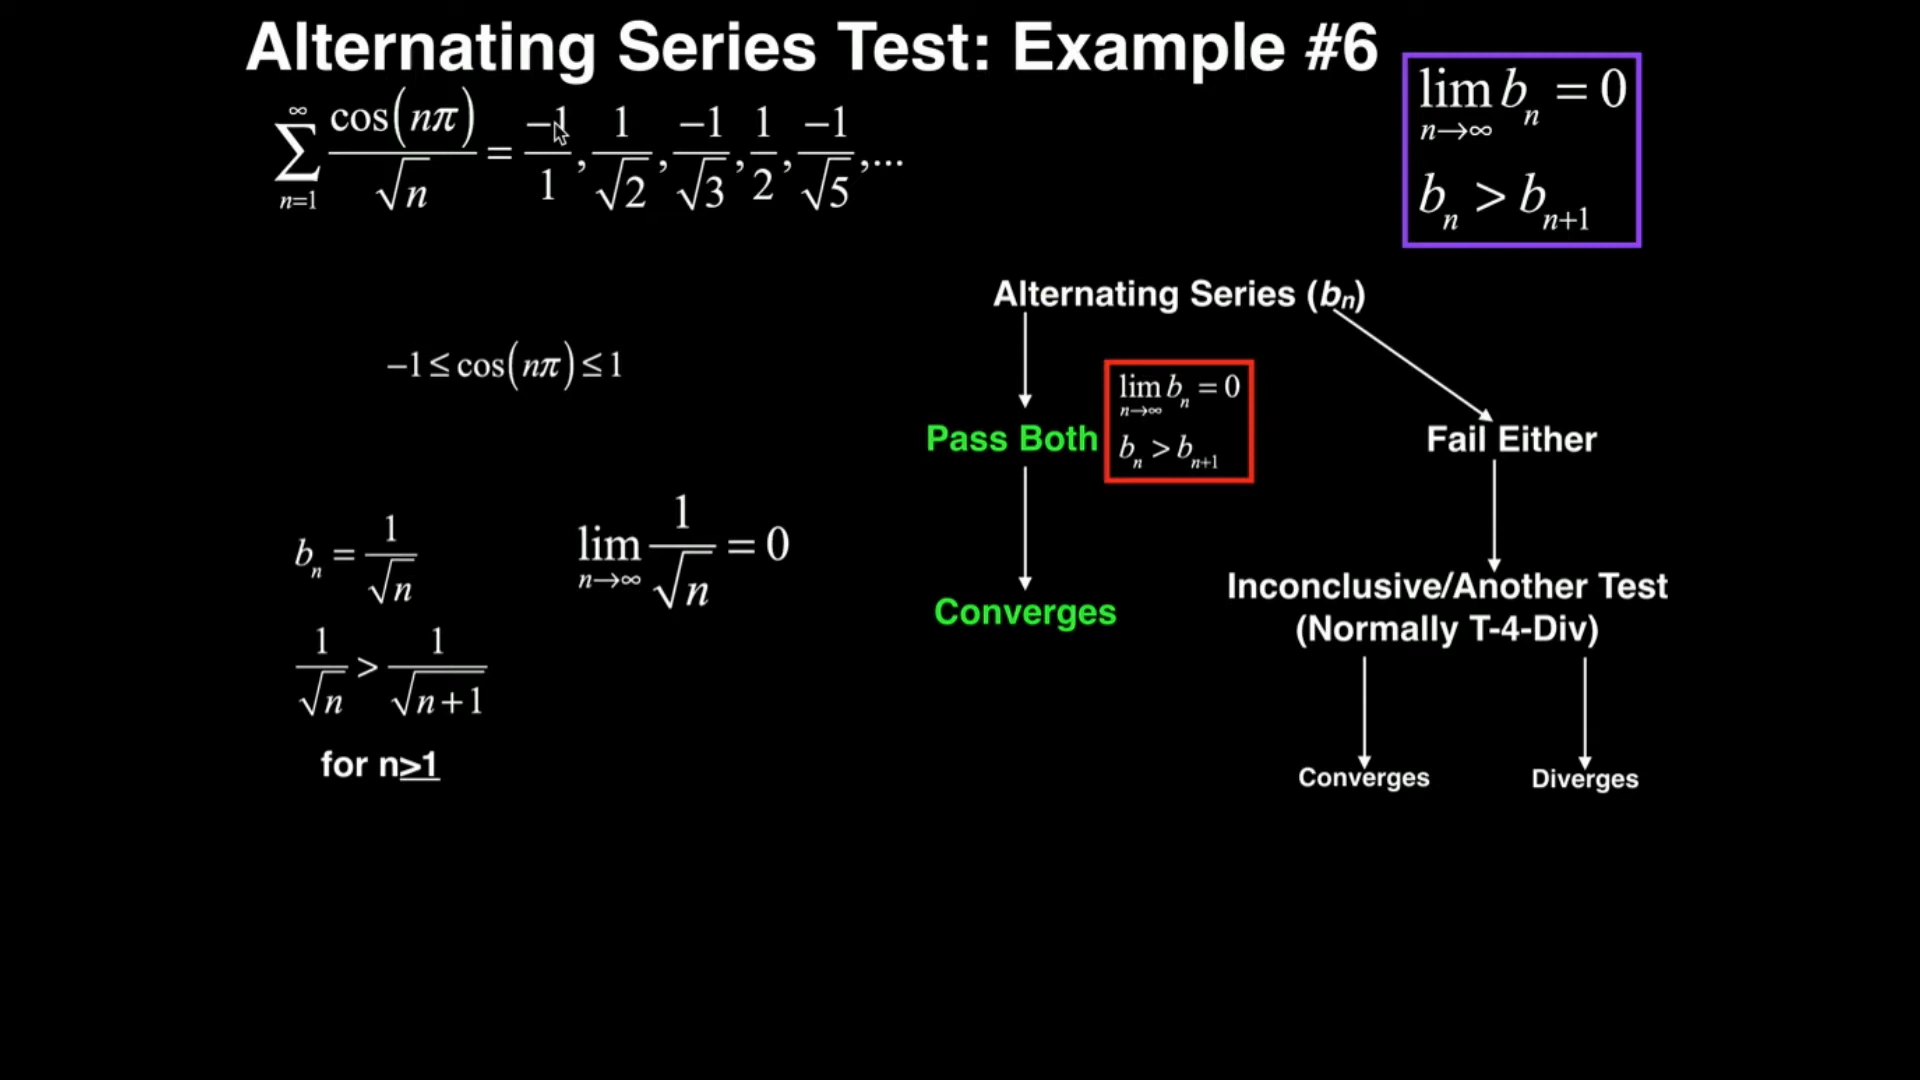 Alternating Series Test: Example #6
∑_{n=1}^{∞} cos(nπ)/√n = −1/1, 1/√2, −1/√3, 1/2, −1/√5,...
lim_{n→∞} b_n = 0
b_n > b_{n+1}
Alternating Series (b_n)
−1 ≤ cos(nπ) ≤ 1
lim_{n→∞} b_n = 0
b_n > b_{n+1}
Pass Both
Fail Either
b_n = 1/√n
lim_{n→∞} 1/√n = 0
Converges
Inconclusive/Another Test
(Normally T-4-Div)
1/√n > 1/√(n+1)
for n≥1
Converges
Diverges